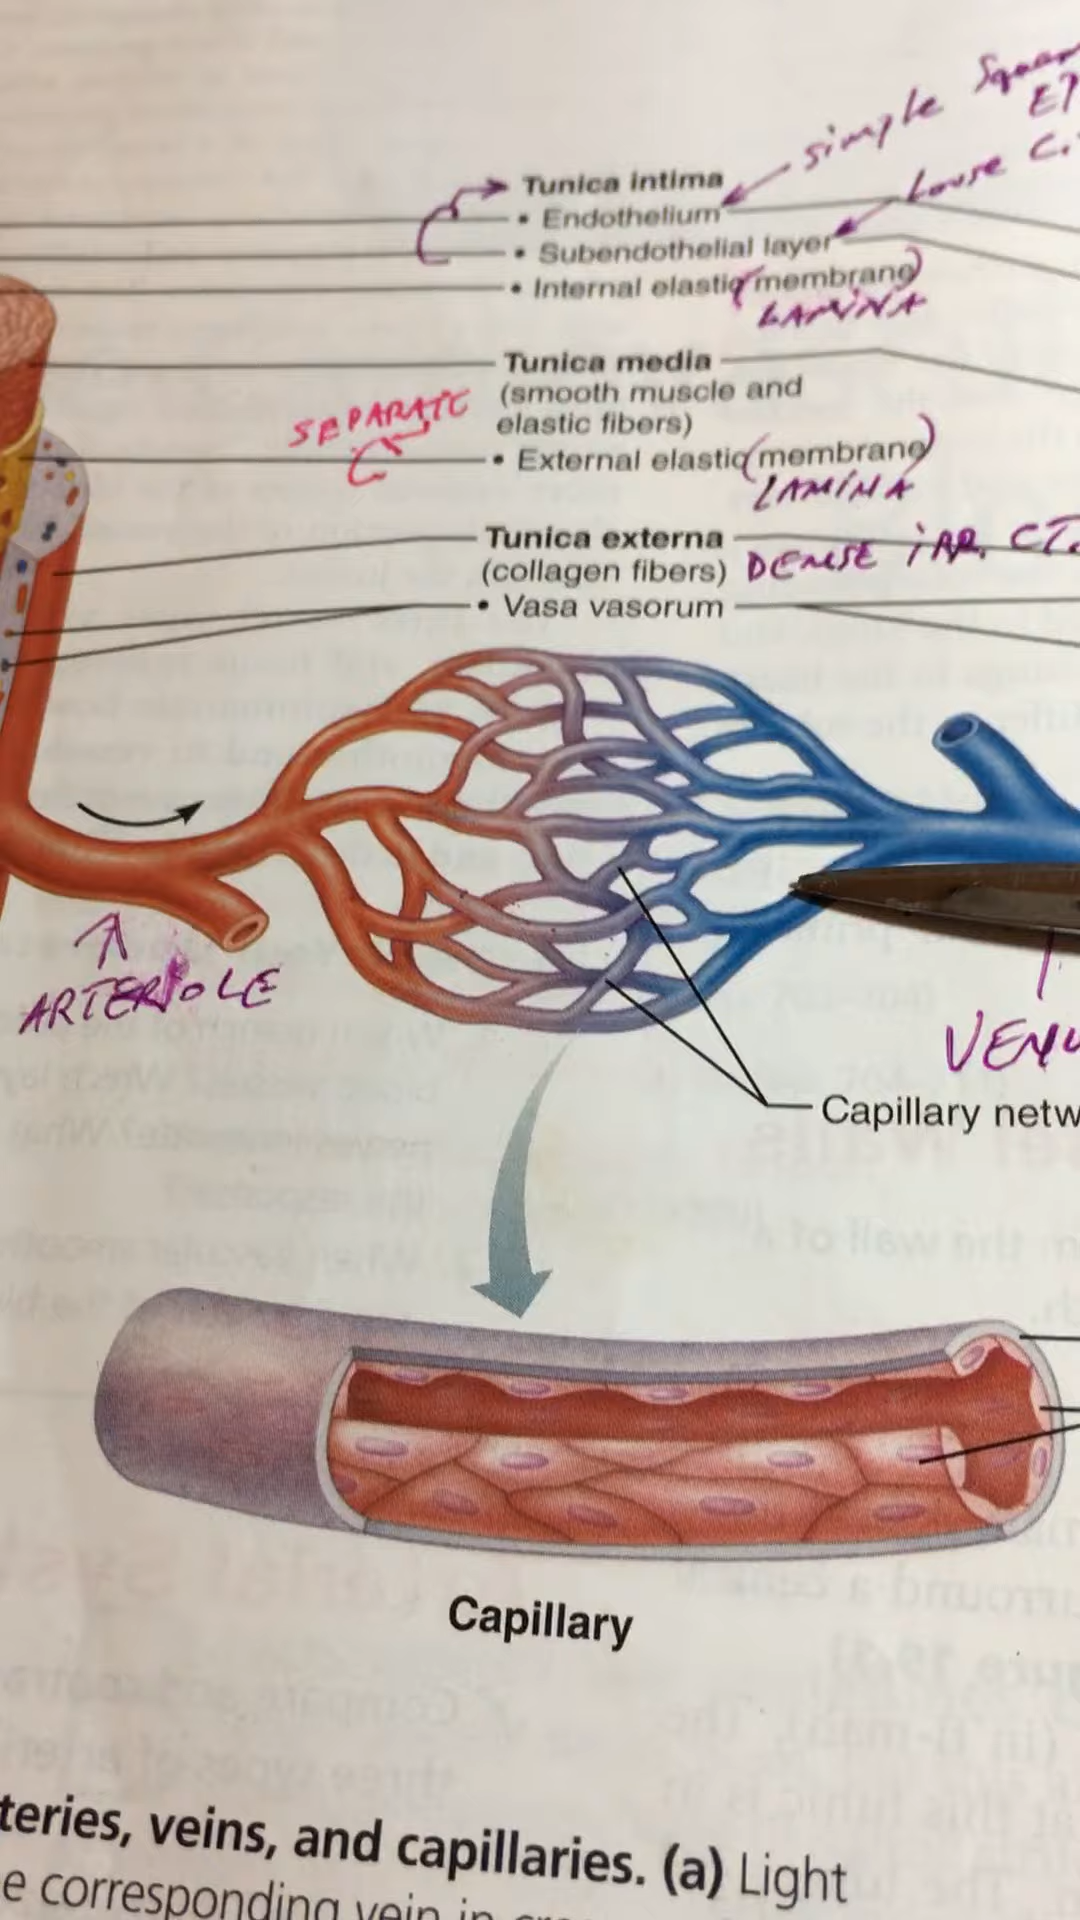 simple
Loose C.
Tunica intima
• Endothelium
• Subendothelial layer
• Internal elastic (membrane)
LAMINA
Tunica media
(smooth muscle and
elastic fibers)
SEPARATE
• External elastic (membrane)
LAMINA
Tunica externa
(collagen fibers)
DENSE iRR. CT.
• Vasa vasorum
ARTERIOLE
Capillary netw
Capillary
teries, veins, and capillaries. (a) Light
e corresponding vein in